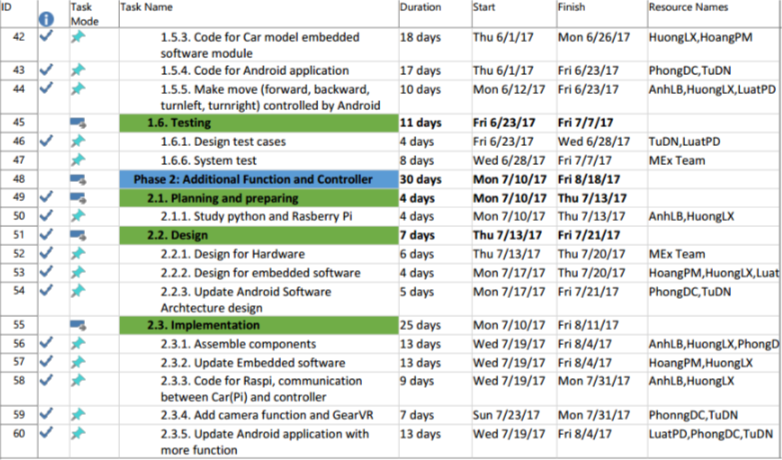 ID Task Mode Task Name Duration Start Finish Resource Names
42 1.5.3. Code for Car model embedded software module 18 days Thu 6/1/17 Mon 6/26/17 HuongLX,HoangPM
43 1.5.4. Code for Android application 17 days Thu 6/1/17 Fri 6/23/17 PhongDC,TuDN
44 1.5.5. Make move (forward, backward, turnleft, turnright) controlled by Android 10 days Mon 6/12/17 Fri 6/23/17 AnhLB,HuongLX,LuatPD
45 1.6. Testing 11 days Fri 6/23/17 Fri 7/7/17
46 1.6.1. Design test cases 4 days Fri 6/23/17 Wed 6/28/17 TuDN,LuatPD
47 1.6.6. System test 8 days Wed 6/28/17 Fri 7/7/17 MEx Team
48 Phase 2: Additional Function and Controller 30 days Mon 7/10/17 Fri 8/18/17
49 2.1. Planning and preparing 4 days Mon 7/10/17 Thu 7/13/17
50 2.1.1. Study python and Rasberry Pi 4 days Mon 7/10/17 Thu 7/13/17 AnhLB,HuongLX
51 2.2. Design 7 days Thu 7/13/17 Fri 7/21/17
52 2.2.1. Design for Hardware 6 days Thu 7/13/17 Thu 7/20/17 MEx Team
53 2.2.2. Design for embedded software 4 days Mon 7/17/17 Thu 7/20/17 HoangPM,HuongLX,Luat
54 2.2.3. Update Android Software Archtecture design 5 days Mon 7/17/17 Fri 7/21/17 PhongDC,TuDN
55 2.3. Implementation 25 days Mon 7/10/17 Fri 8/11/17
56 2.3.1. Assemble components 13 days Wed 7/19/17 Fri 8/4/17 AnhLB,HuongLX,PhongD
57 2.3.2. Update Embedded software 13 days Wed 7/19/17 Fri 8/4/17 HoangPM,HuongLX
58 2.3.3. Code for Raspi, communication between Car(Pi) and controller 9 days Wed 7/19/17 Mon 7/31/17 AnhLB,HuongLX
59 2.3.4. Add camera function and GearVR 7 days Sun 7/23/17 Mon 7/31/17 PhonngDC,TuDN
60 2.3.5. Update Android application with more function 13 days Wed 7/19/17 Fri 8/4/17 LuatPD,PhongDC,TuDN